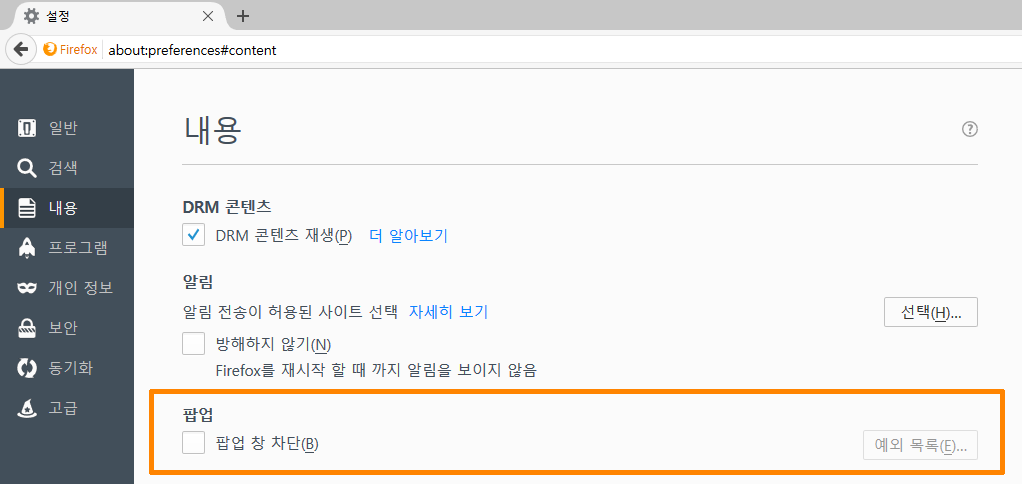 설정
Firefox about:preferences#content
일반
검색
내용
프로그램
개인 정보
보안
동기화
고급
내용
DRM 콘텐츠
DRM 콘텐츠 재생(P) 더 알아보기
알림
알림 전송이 허용된 사이트 선택 자세히 보기 선택(H)...
방해하지 않기(N)
Firefox를 재시작 할 때 까지 알림을 보이지 않음
팝업
팝업 창 차단(B) 예외 목록(E)...